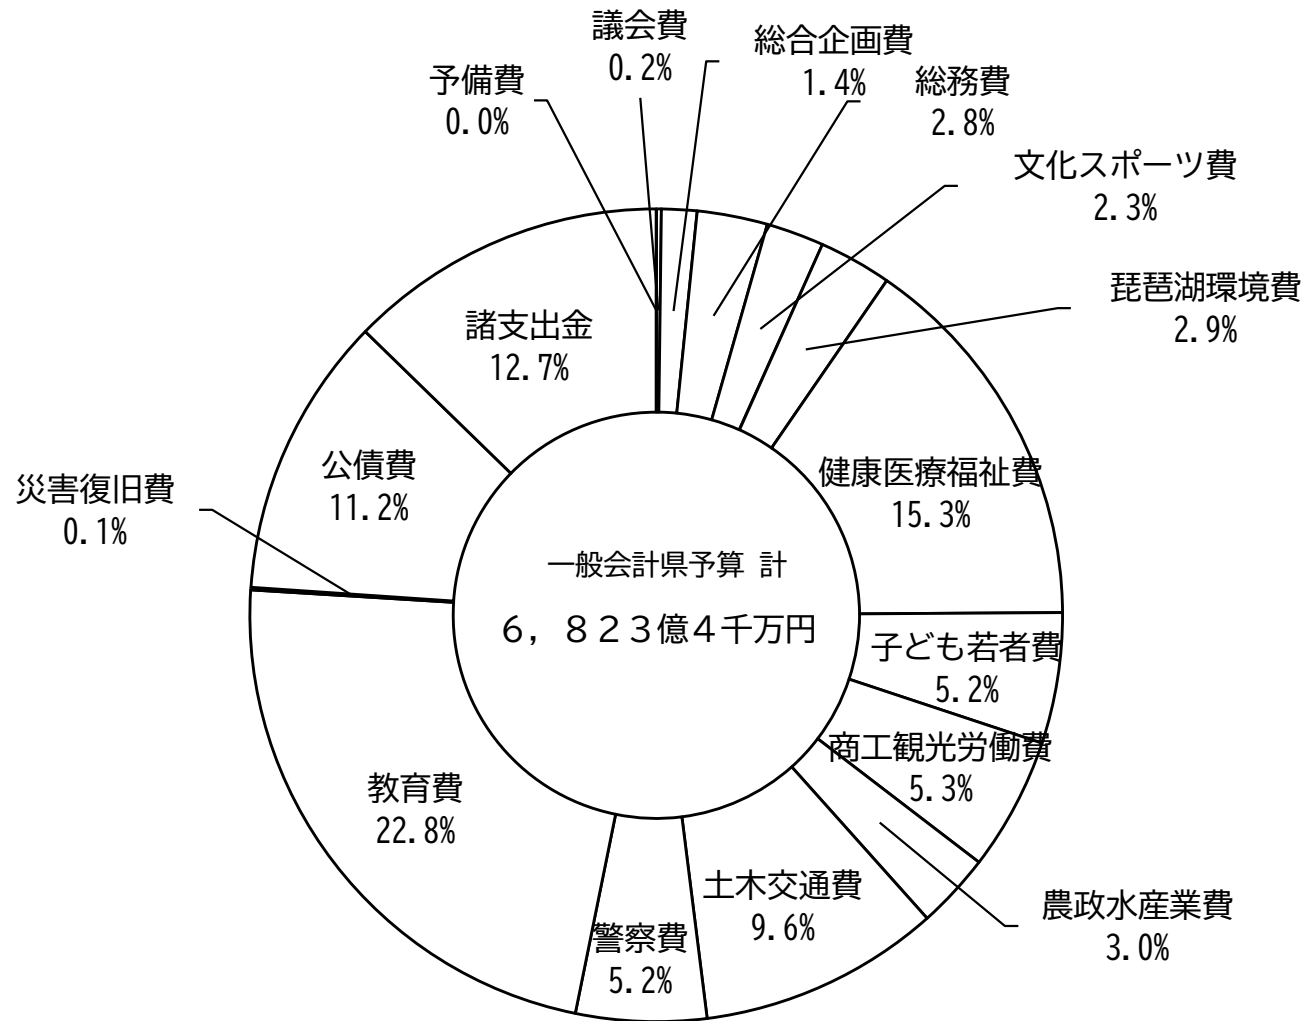 議会費
0.2%
総合企画費
1.4%
総務費
2.8%
文化スポーツ費
2.3%
琵琶湖環境費
2.9%
健康医療福祉費
15.3%
子ども若者費
5.2%
商工観光労働費
5.3%
農政水産業費
3.0%
土木交通費
9.6%
警察費
5.2%
教育費
22.8%
災害復旧費
0.1%
公債費
11.2%
諸支出金
12.7%
予備費
0.0%
一般会計県予算 計
６，８２３億４千万円